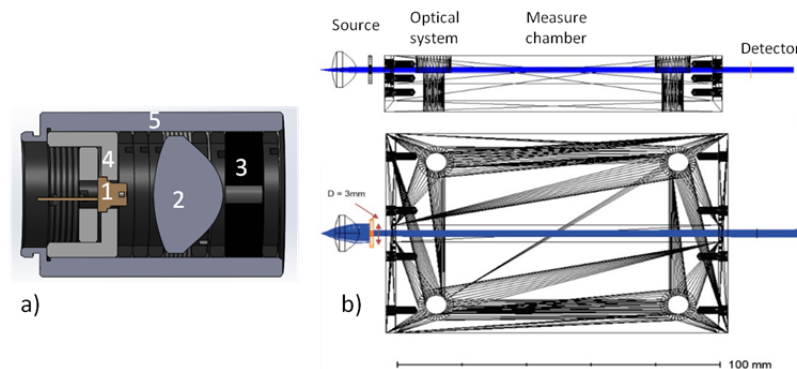 Source
Optical
system
Measure
chamber
Detector
5
4
1
2
3
a)
D = 3mm
b)
100 mm